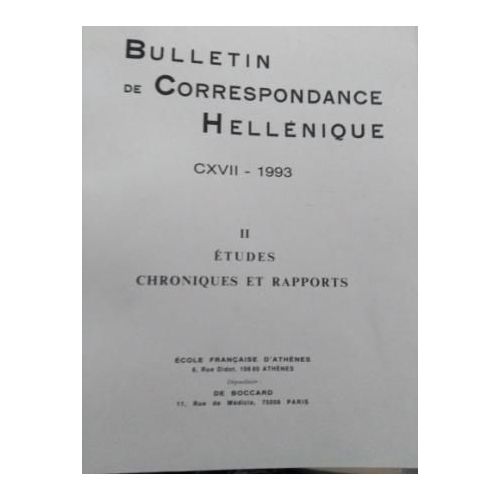 BULLETIN
DE CORRESPONDANCE
HELLÉNIQUE
CXVII - 1993
II
ÉTUDES
CHRONIQUES ET RAPPORTS
ÉCOLE FRANÇAISE D'ATHÈNES
6, Rue Didot, 106 80 ATHÈNES
Dépositaire
DE BOCCARD
11, Rue de Médicis, 75006 PARIS